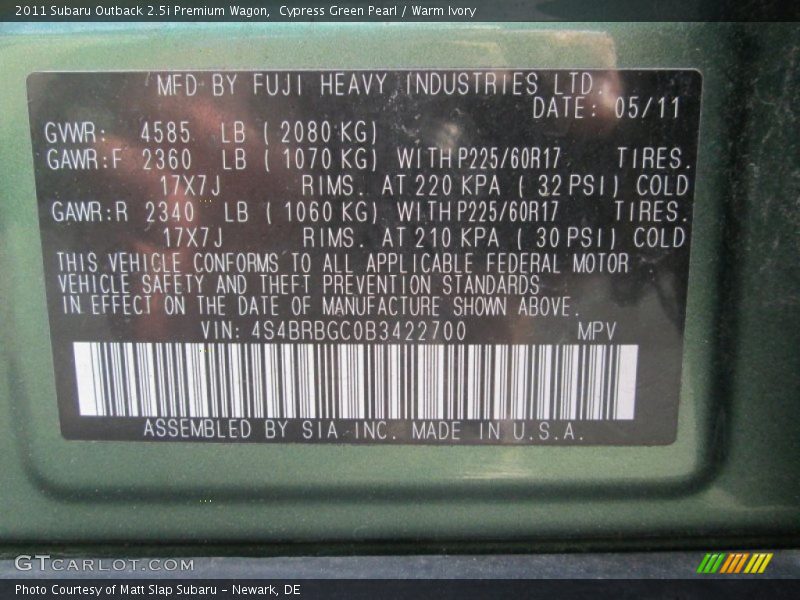 2011 Subaru Outback 2.5i Premium Wagon,  Cypress Green Pearl / Warm Ivory
MFD BY FUJI HEAVY INDUSTRIES LTD.
DATE: 05/11
GVWR: 4585 LB ( 2080 KG)
GAWR:F 2360 LB ( 1070 KG) WITH P225/60R17 TIRES.
17X7J RIMS. AT 220 KPA ( 32 PSI) COLD
GAWR:R 2340 LB ( 1060 KG) WITH P225/60R17 TIRES.
17X7J RIMS. AT 210 KPA ( 30 PSI) COLD
THIS VEHICLE CONFORMS TO ALL APPLICABLE FEDERAL MOTOR
VEHICLE SAFETY AND THEFT PREVENTION STANDARDS
IN EFFECT ON THE DATE OF MANUFACTURE SHOWN ABOVE.
VIN: 4S4BRBGC0B3422700 MPV
ASSEMBLED BY SIA INC. MADE IN U.S.A.
GTCARLOT.COM
Photo Courtesy of Matt Slap Subaru - Newark, DE